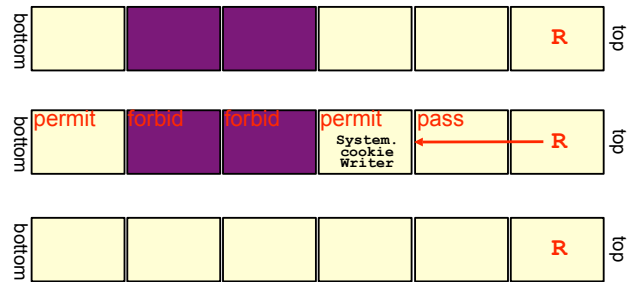 bottom R top
permit forbid forbid permit pass
bottom System. R top
cookie
Writer
bottom R top